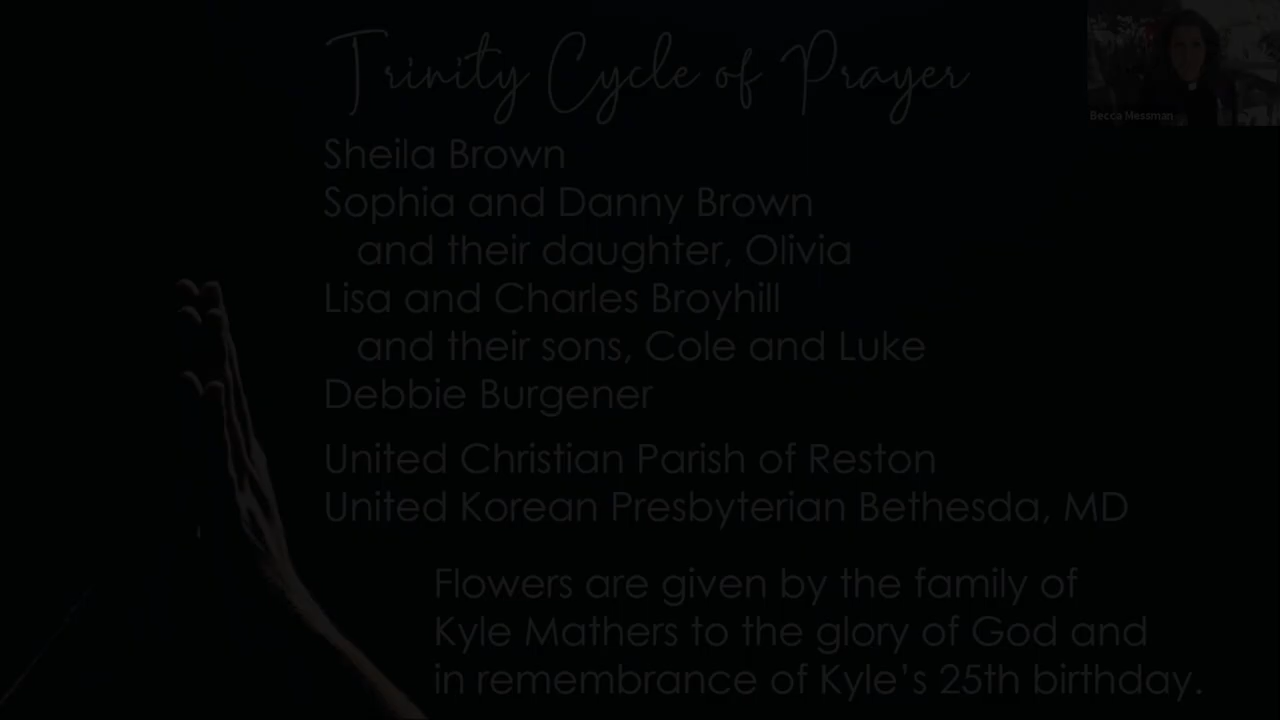 Trinity Cycle of Prayer
Becca Messman
Sheila Brown
Sophia and Danny Brown
and their daughter, Olivia
Lisa and Charles Broyhill
and their sons, Cole and Luke
Debbie Burgener
United Christian Parish of Reston
United Korean Presbyterian Bethesda, MD
Flowers are given by the family of
Kyle Mathers to the glory of God and
in remembrance of Kyle's 25th birthday.